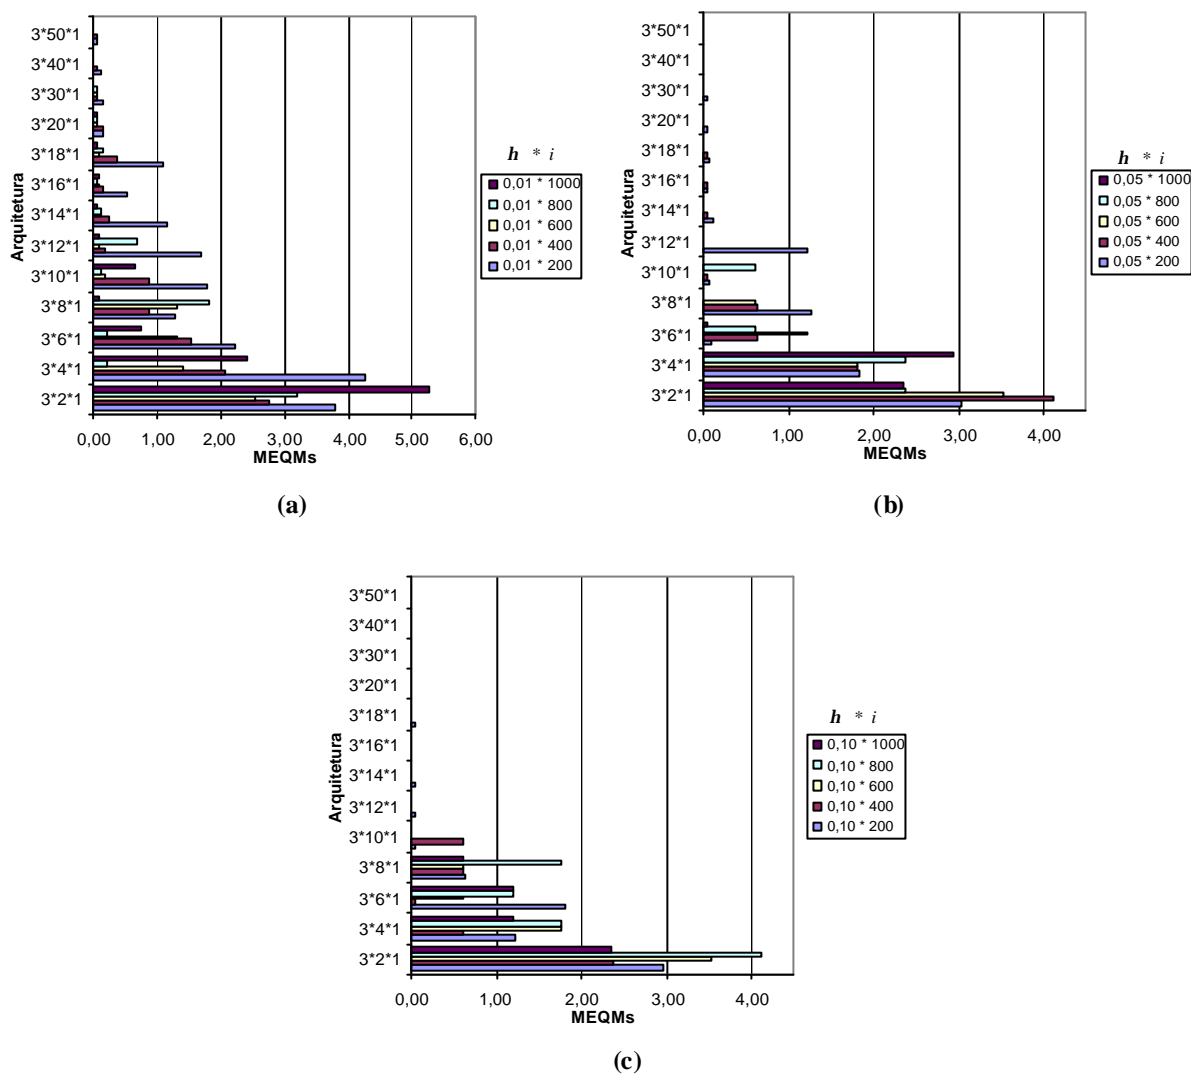 3*50*1
3*40*1
3*30*1
3*20*1
3*18*1
3*16*1
3*14*1
3*12*1
3*10*1
3*8*1
3*6*1
3*4*1
3*2*1
Arquitetura
0,00 1,00 2,00 3,00 4,00 5,00 6,00
MEQMs
h * i
0,01 * 1000
0,01 * 800
0,01 * 600
0,01 * 400
0,01 * 200
(a)
3*50*1
3*40*1
3*30*1
3*20*1
3*18*1
3*16*1
3*14*1
3*12*1
3*10*1
3*8*1
3*6*1
3*4*1
3*2*1
Arquitetura
0,00 1,00 2,00 3,00 4,00
MEQMs
h * i
0,05 * 1000
0,05 * 800
0,05 * 600
0,05 * 400
0,05 * 200
(b)
3*50*1
3*40*1
3*30*1
3*20*1
3*18*1
3*16*1
3*14*1
3*12*1
3*10*1
3*8*1
3*6*1
3*4*1
3*2*1
Arquitetura
0,00 1,00 2,00 3,00 4,00
MEQMs
h * i
0,10 * 1000
0,10 * 800
0,10 * 600
0,10 * 400
0,10 * 200
(c)